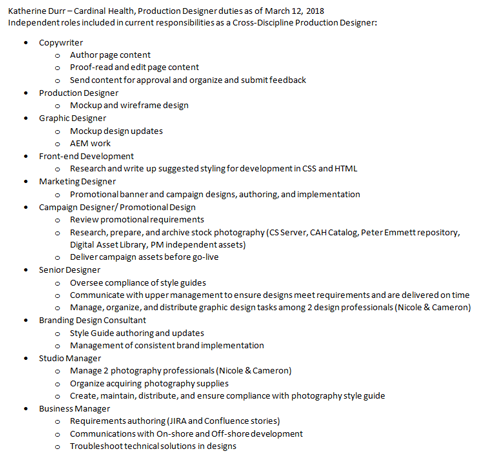 Katherine Durr – Cardinal Health, Production Designer duties as of March 12, 2018
Independent roles included in current responsibilities as a Cross-Discipline Production Designer:
• Copywriter
o Author page content
o Proof-read and edit page content
o Send content for approval and organize and submit feedback
• Production Designer
o Mockup and wireframe design
• Graphic Designer
o Mockup design updates
o AEM work
• Front-end Development
o Research and write up suggested styling for development in CSS and HTML
• Marketing Designer
o Promotional banner and campaign designs, authoring, and implementation
• Campaign Designer/ Promotional Design
o Review promotional requirements
o Research, prepare, and archive stock photography (CS Server, CAH Catalog, Peter Emmett repository,
Digital Asset Library, PM independent assets)
o Deliver campaign assets before go-live
• Senior Designer
o Oversee compliance of style guides
o Communicate with upper management to ensure designs meet requirements and are delivered on time
o Manage, organize, and distribute graphic design tasks among 2 design professionals (Nicole & Cameron)
• Branding Design Consultant
o Style Guide authoring and updates
o Management of consistent brand implementation
• Studio Manager
o Manage 2 photography professionals (Nicole & Cameron)
o Organize acquiring photography supplies
o Create, maintain, distribute, and ensure compliance with photography style guide
• Business Manager
o Requirements authoring (JIRA and Confluence stories)
o Communications with On-shore and Off-shore development
o Troubleshoot technical solutions in designs